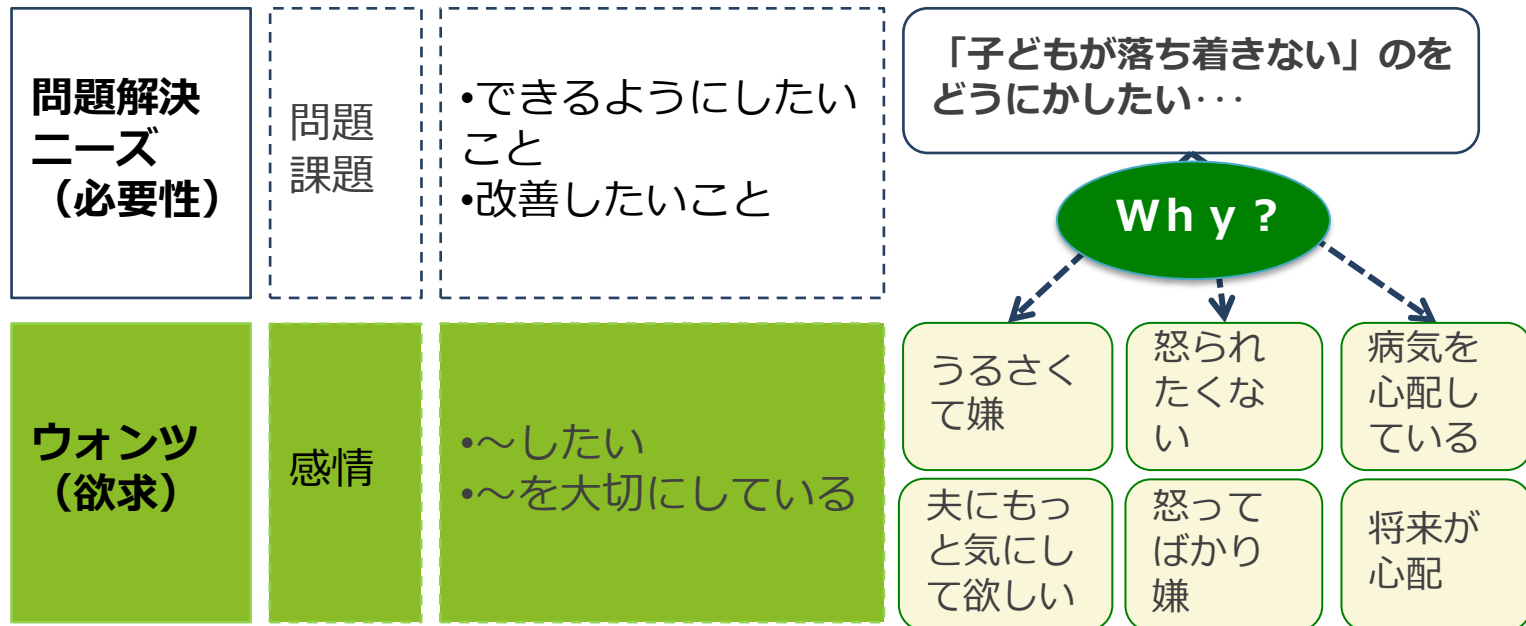 問題解決
ニーズ
（必要性）
問題
課題
•できるようにしたい
こと
•改善したいこと
「子どもが落ち着きない」のを
どうにかしたい･･･
Ｗｈｙ？
ウォンツ
（欲求）
感情
•～したい
•～を大切にしている
うるさく
て嫌
怒られ
たくな
い
病気を
心配し
ている
夫にもっ
と気にし
て欲しい
怒って
ばかり
嫌
将来が
心配